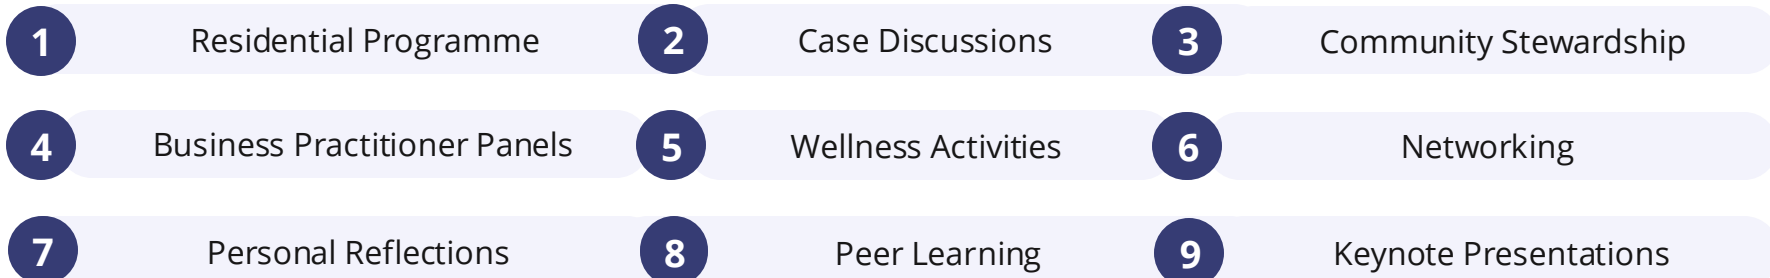 1 Residential Programme 2 Case Discussions 3 Community Stewardship
4 Business Practitioner Panels 5 Wellness Activities 6 Networking
7 Personal Reflections 8 Peer Learning 9 Keynote Presentations